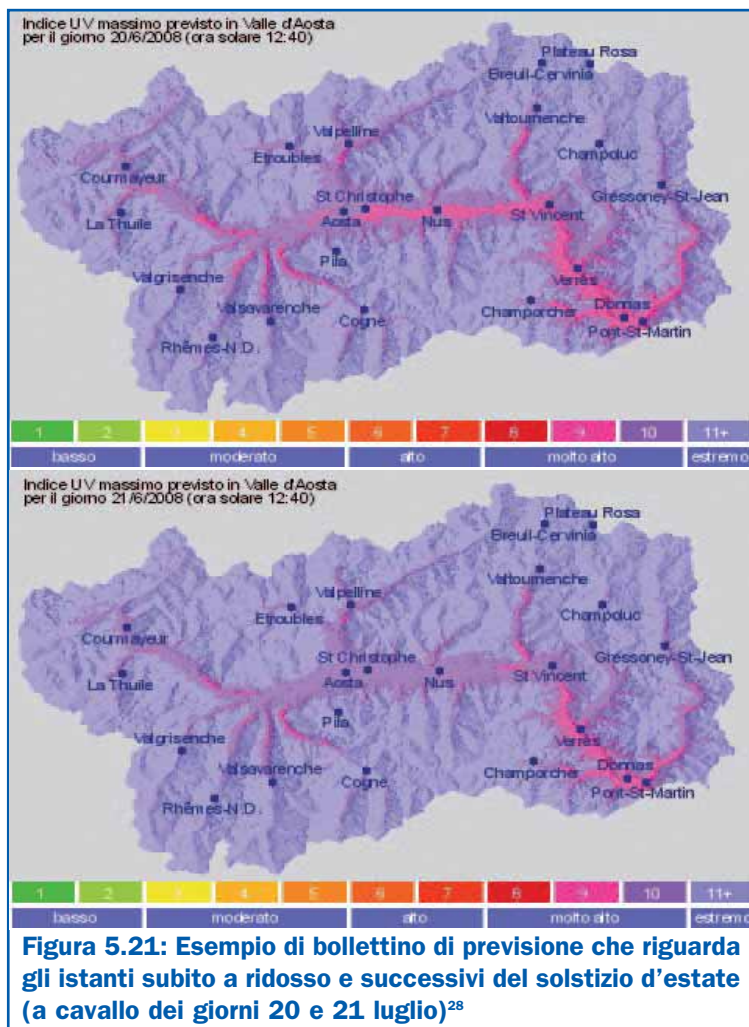 Indice UV massimo previsto in Valle d'Aosta
per il giorno 20/6/2008 (ora solare 12:40)
Plateau Rosa
Breuil-Cervinia
Valpelline
Valtournenche
Etroubles
Champoluc
Courmayeur
Gressoney-St-Jean
St Christophe
La Thuile
Aosta
Nus
St Vincent
Pila
Valgrisenche
Verrès
Valsavarenche
Cogne
Champorcher
Donnas
Rhêmes-N.D.
Pont-St-Martin
1 2 3 4 5 6 7 8 9 10 11+
basso moderato alto molto alto estremo
Indice UV massimo previsto in Valle d'Aosta
per il giorno 21/6/2008 (ora solare 12:40)
Plateau Rosa
Breuil-Cervinia
Valpelline
Valtournenche
Etroubles
Champoluc
Courmayeur
Gressoney-St-Jean
St Christophe
La Thuile
Aosta
Nus
St Vincent
Pila
Valgrisenche
Verrès
Valsavarenche
Cogne
Champorcher
Donnas
Rhêmes-N.D.
Pont-St-Martin
1 2 3 4 5 6 7 8 9 10 11+
basso moderato alto molto alto estremo
Figura 5.21: Esempio di bollettino di previsione che riguarda
gli istanti subito a ridosso e successivi del solstizio d'estate
(a cavallo dei giorni 20 e 21 luglio)²⁸